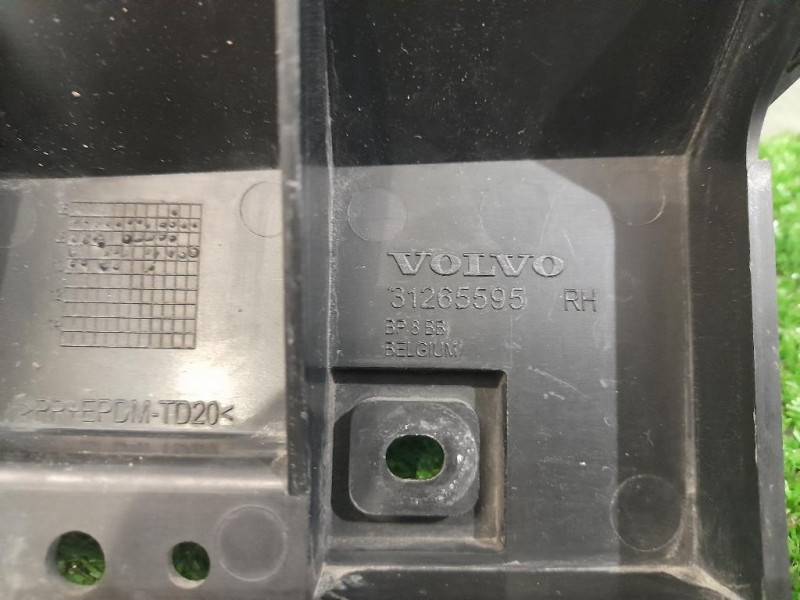 VOLVO
31265595 RH
BP 8 BB
BELGIUM
>PP+EPDM-TD20<